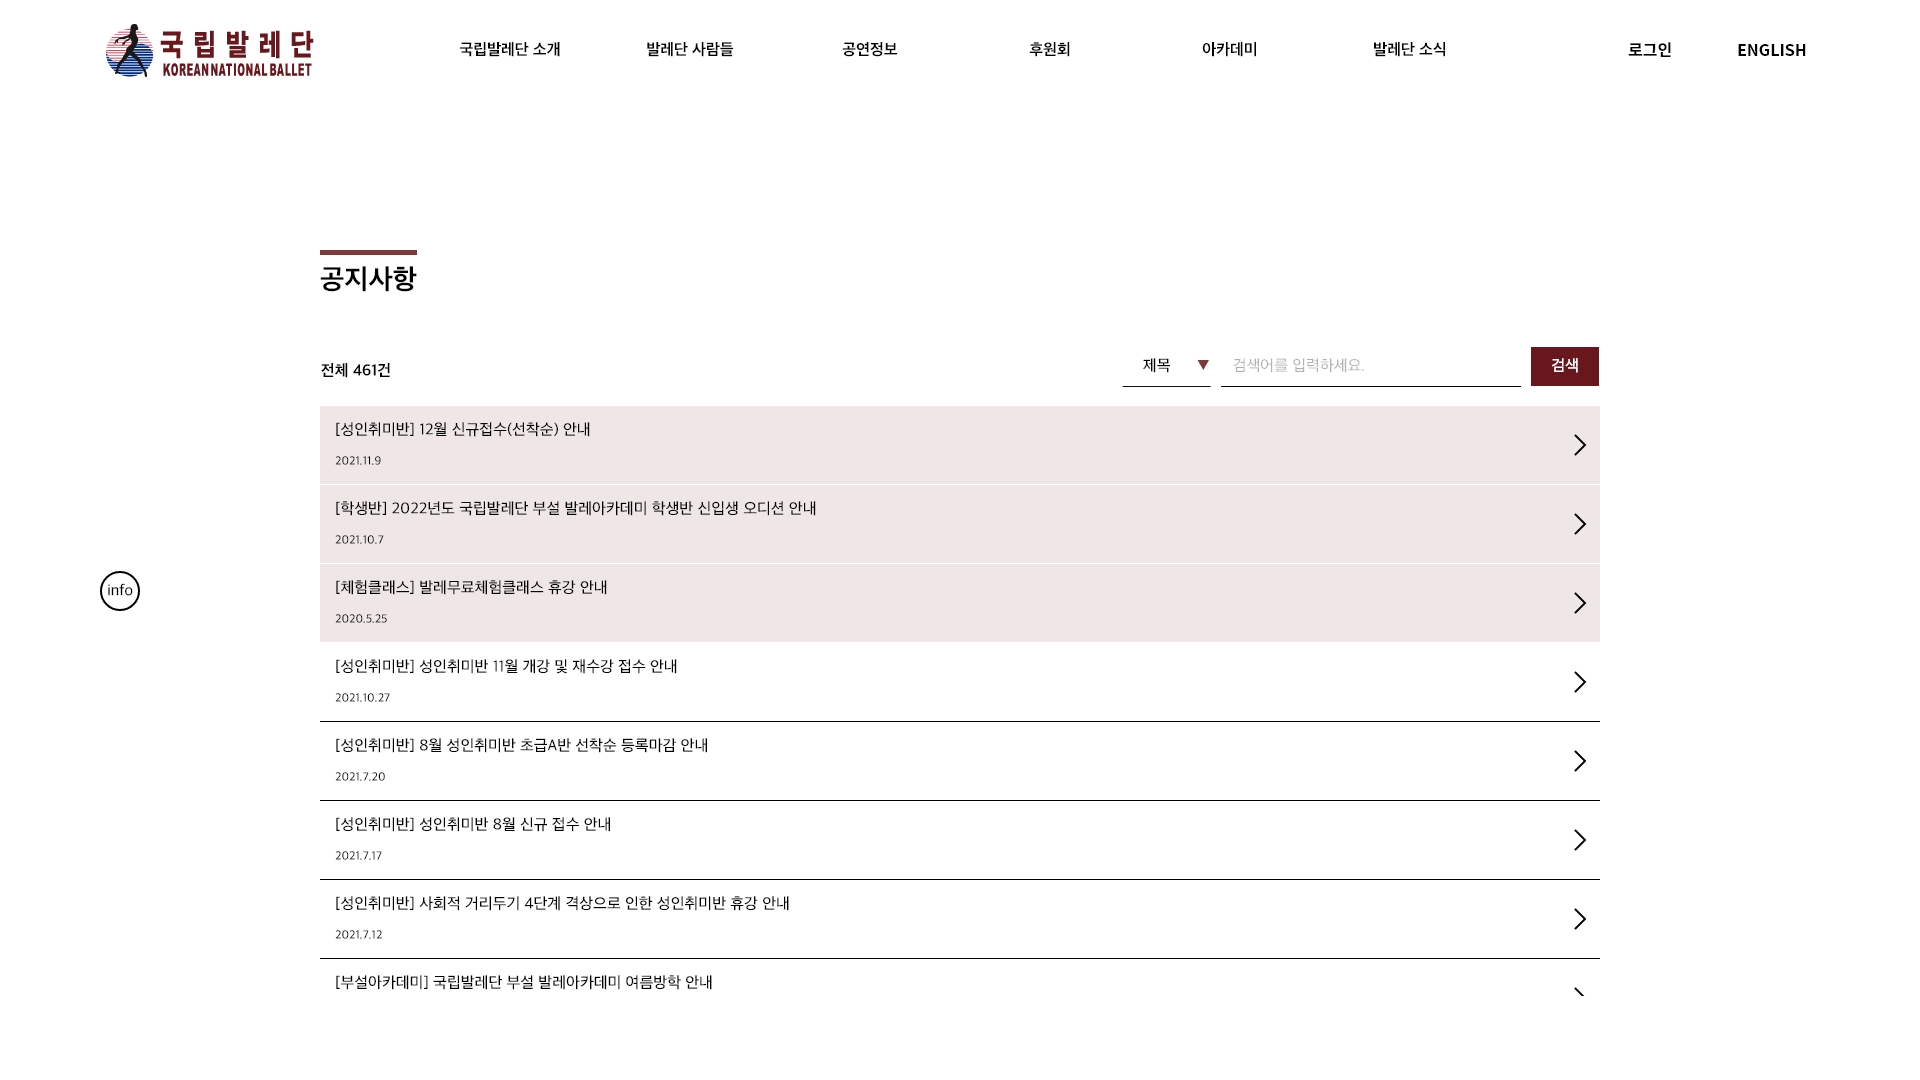 국립발레단
KOREAN NATIONAL BALLET
국립발레단 소개
발레단 사람들
공연정보
후원회
아카데미
발레단 소식
로그인
ENGLISH
공지사항
전체 461건
제목
검색어를 입력하세요.
검색
[성인취미반] 12월 신규접수(선착순) 안내
2021.11.9
[학생반] 2022년도 국립발레단 부설 발레아카데미 학생반 신입생 오디션 안내
2021.10.7
[체험클래스] 발레무료체험클래스 휴강 안내
2020.5.25
info
[성인취미반] 성인취미반 11월 개강 및 재수강 접수 안내
2021.10.27
[성인취미반] 8월 성인취미반 초급A반 선착순 등록마감 안내
2021.7.20
[성인취미반] 성인취미반 8월 신규 접수 안내
2021.7.17
[성인취미반] 사회적 거리두기 4단계 격상으로 인한 성인취미반 휴강 안내
2021.7.12
[부설아카데미] 국립발레단 부설 발레아카데미 여름방학 안내